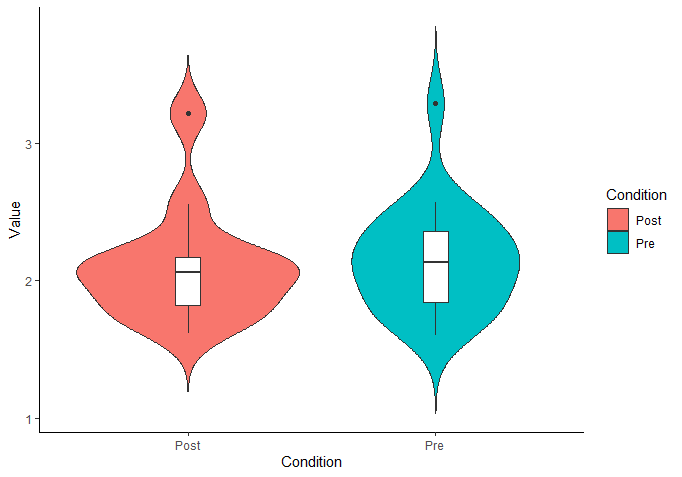 Value
3
2
1
Post
Pre
Condition
Condition
Post
Pre